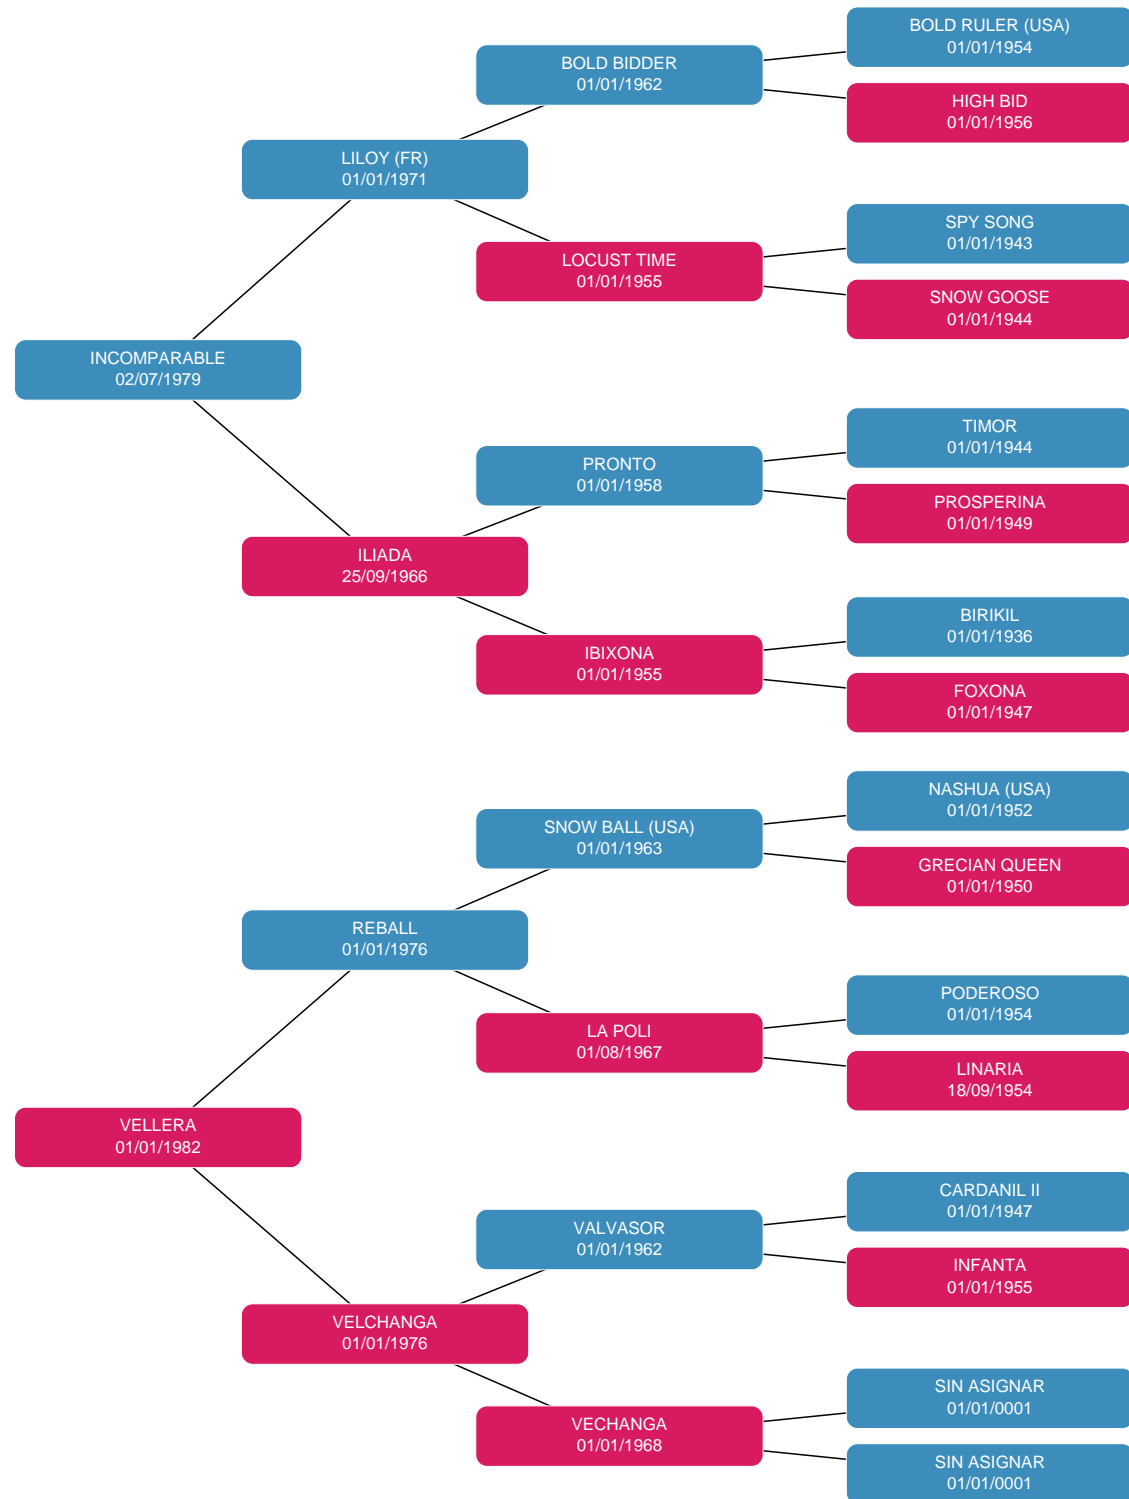 BOLD RULER (USA)
01/01/1954
BOLD BIDDER
01/01/1962
HIGH BID
01/01/1956
LILOY (FR)
01/01/1971
SPY SONG
01/01/1943
LOCUST TIME
01/01/1955
SNOW GOOSE
01/01/1944
INCOMPARABLE
02/07/1979
TIMOR
01/01/1944
PRONTO
01/01/1958
PROSPERINA
01/01/1949
ILIADA
25/09/1966
BIRIKIL
01/01/1936
IBIXONA
01/01/1955
FOXONA
01/01/1947
NASHUA (USA)
01/01/1952
SNOW BALL (USA)
01/01/1963
GRECIAN QUEEN
01/01/1950
REBALL
01/01/1976
PODEROSO
01/01/1954
LA POLI
01/08/1967
LINARIA
18/09/1954
VELLERA
01/01/1982
CARDANIL II
01/01/1947
VALVASOR
01/01/1962
INFANTA
01/01/1955
VELCHANGA
01/01/1976
SIN ASIGNAR
01/01/0001
VECHANGA
01/01/1968
SIN ASIGNAR
01/01/0001